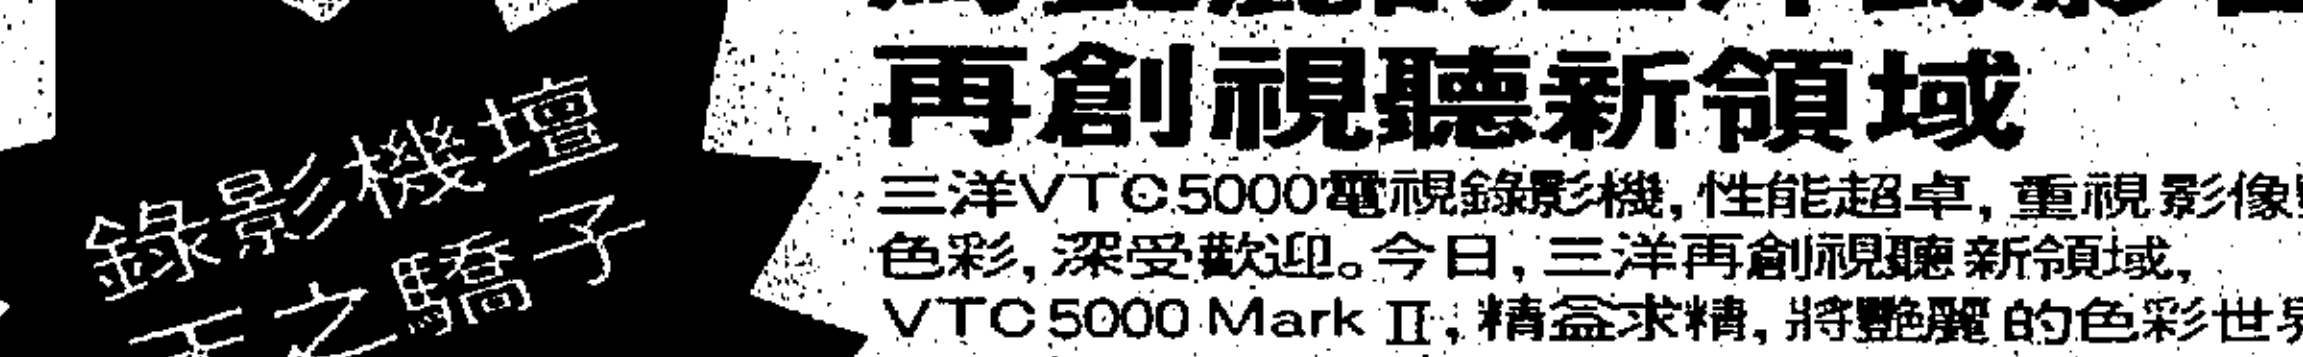 錄影機壇
天之驕子
再創視聽新領域
三洋VTC5000電視錄影機,性能超卓,重視影像
色彩,深受歡迎。今日,三洋再創視聽新領域,
VTC5000 Mark II,精益求精,將艷麗的色彩世界